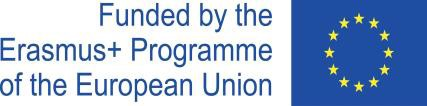 Funded by the
Erasmus+ Programme
of the European Union